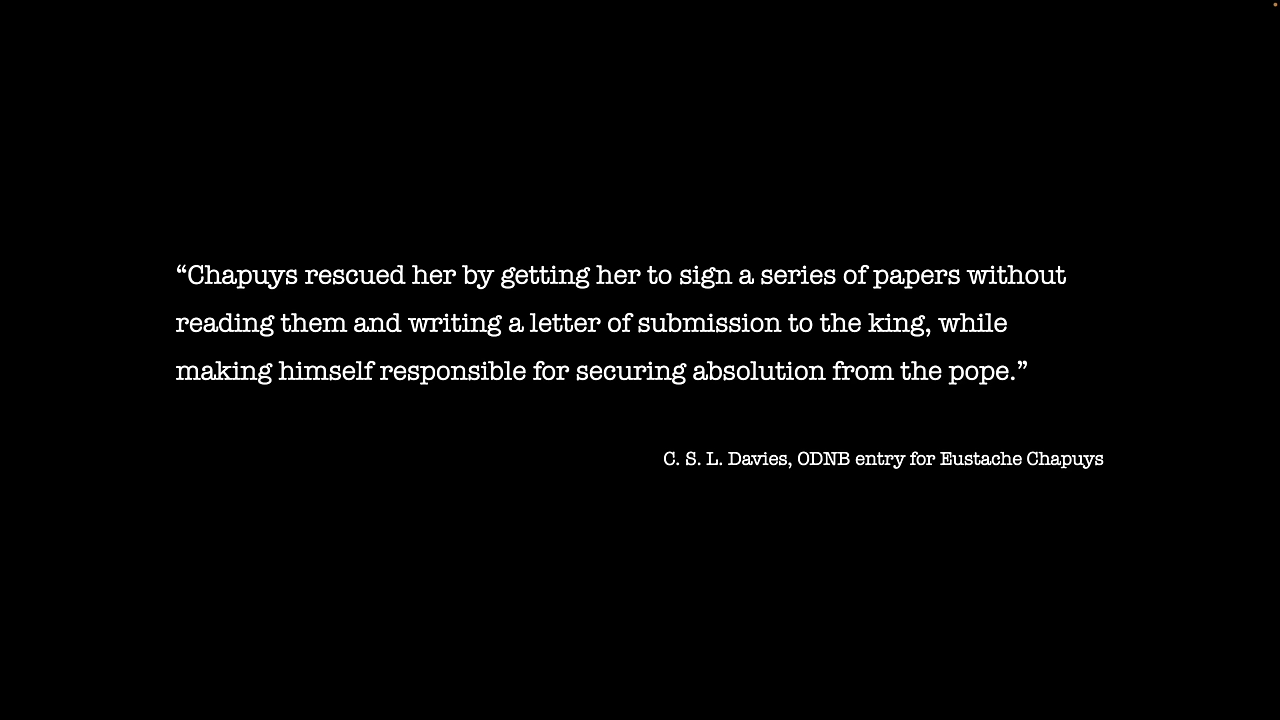 “Chapuys rescued her by getting her to sign a series of papers without
reading them and writing a letter of submission to the king, while
making himself responsible for securing absolution from the pope.”
C. S. L. Davies, ODNB entry for Eustache Chapuys